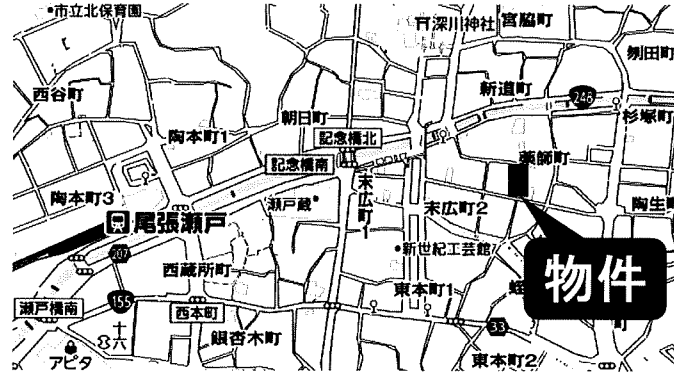 市立北保育園
深川神社
宮脇町
刎田町
西谷町
新道町
248
杉塚町
朝日町
陶本町1
記念橋北
記念橋南
薬師町
陶本町3
瀬戸蔵
末広町1
末広町2
陶生町
尾張瀬戸
207
新世紀工芸館
西蔵所町
物件
東本町1
155
瀬戸橋南
西本町
33
十六
銀杏木町
アピタ
東本町2